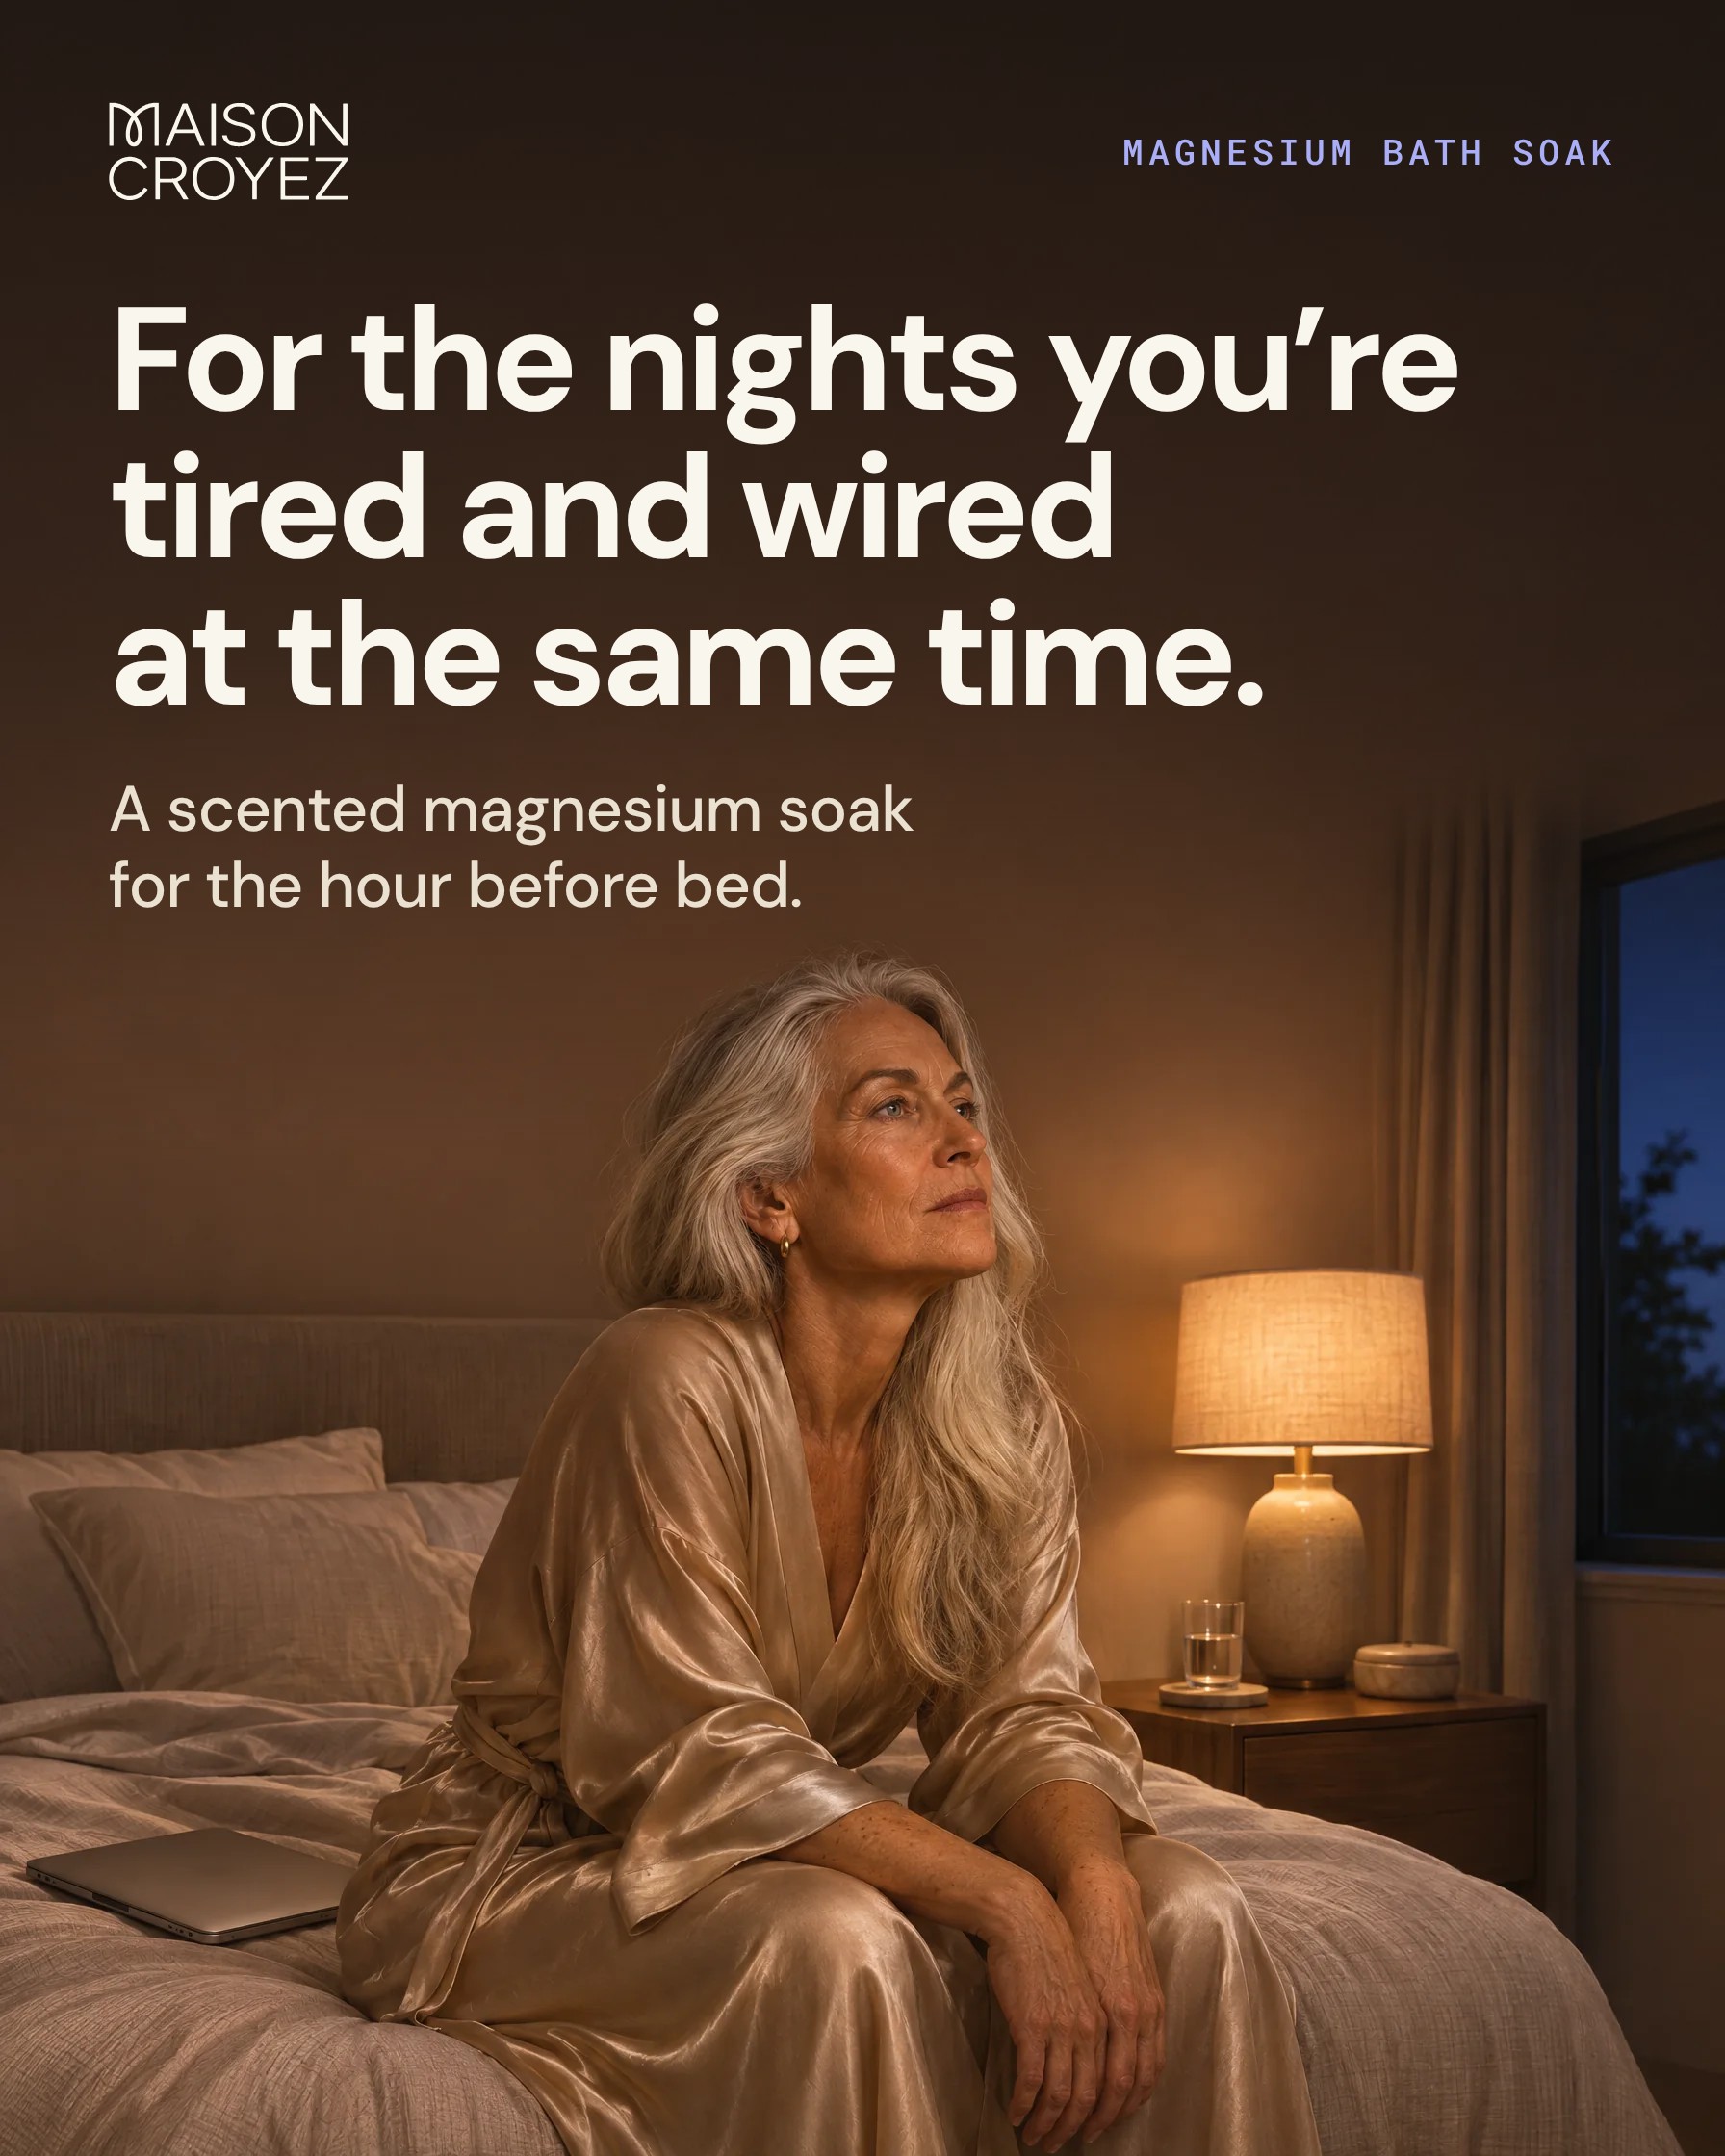 MAISON
CROYEZ
MAGNESIUM BATH SOAK
For the nights you’re
tired and wired
at the same time.
A scented magnesium soak
for the hour before bed.